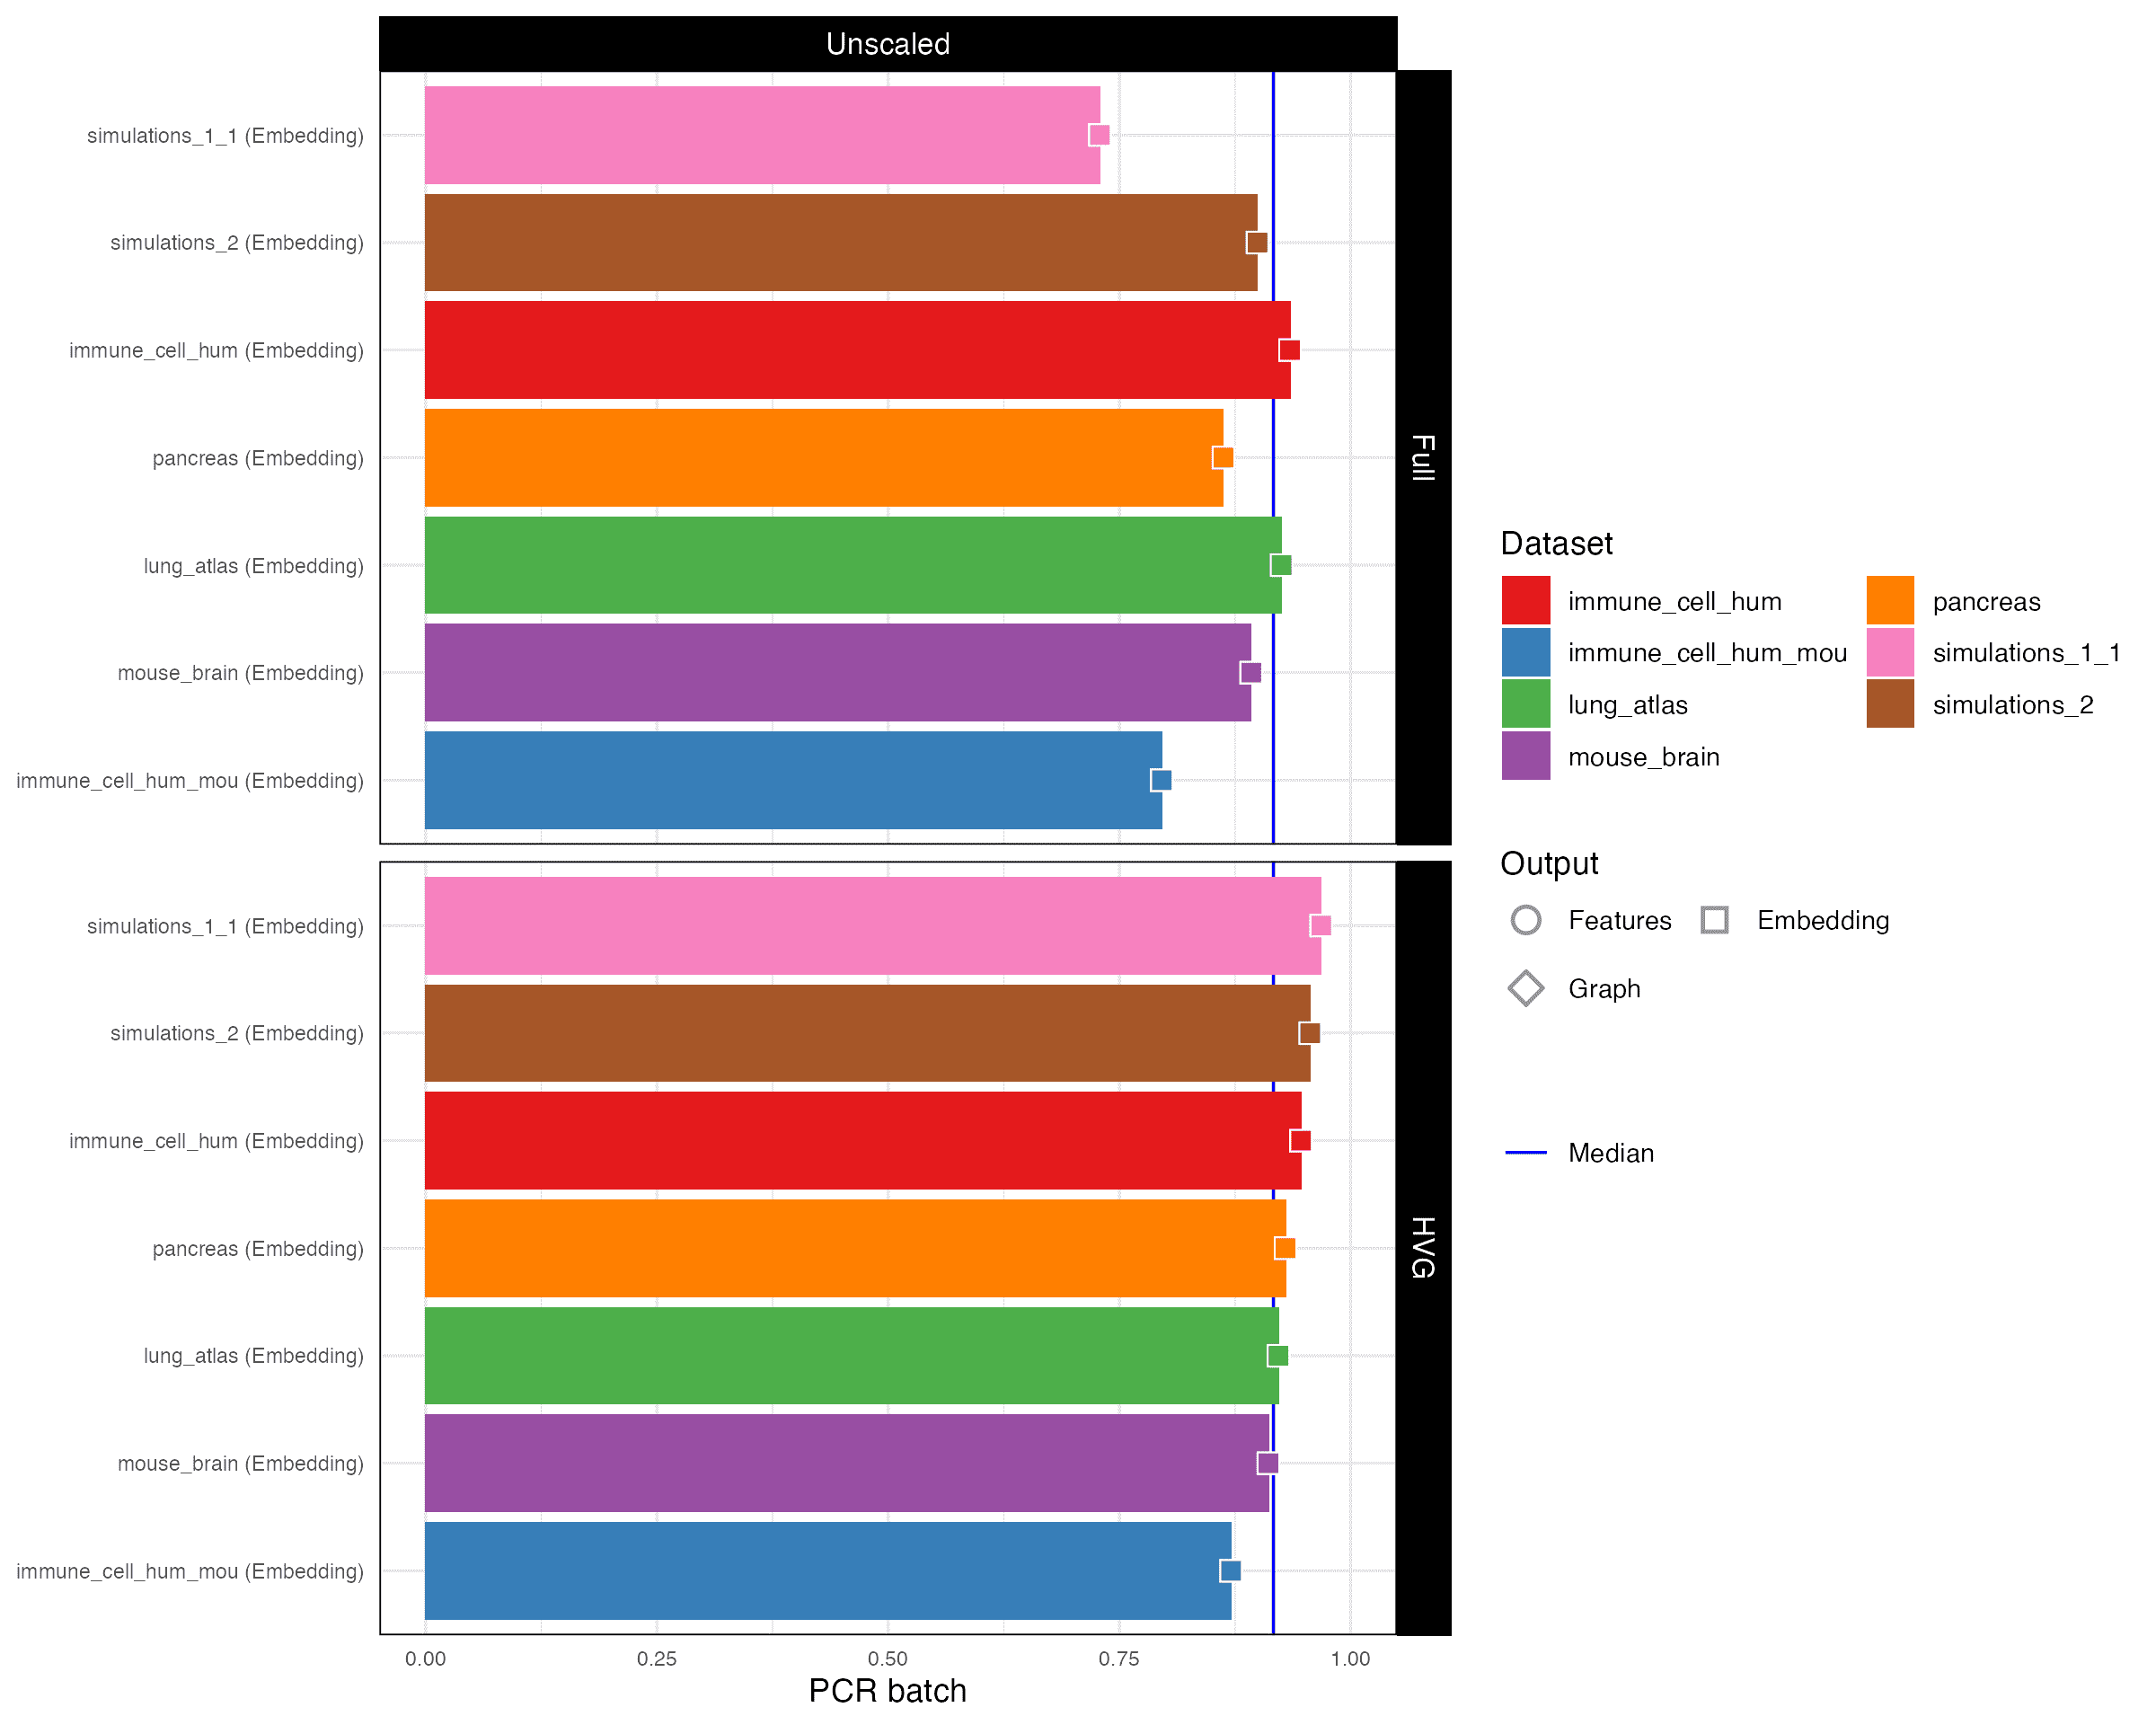 Unscaled
simulations_1_1 (Embedding)
simulations_2 (Embedding)
immune_cell_hum (Embedding)
pancreas (Embedding)
lung_atlas (Embedding)
mouse_brain (Embedding)
immune_cell_hum_mou (Embedding)
Full
simulations_1_1 (Embedding)
simulations_2 (Embedding)
immune_cell_hum (Embedding)
pancreas (Embedding)
lung_atlas (Embedding)
mouse_brain (Embedding)
immune_cell_hum_mou (Embedding)
HVG
0.00 0.25 0.50 0.75 1.00
PCR batch
Dataset
immune_cell_hum
immune_cell_hum_mou
lung_atlas
mouse_brain
pancreas
simulations_1_1
simulations_2
Output
Features
Embedding
Graph
Median